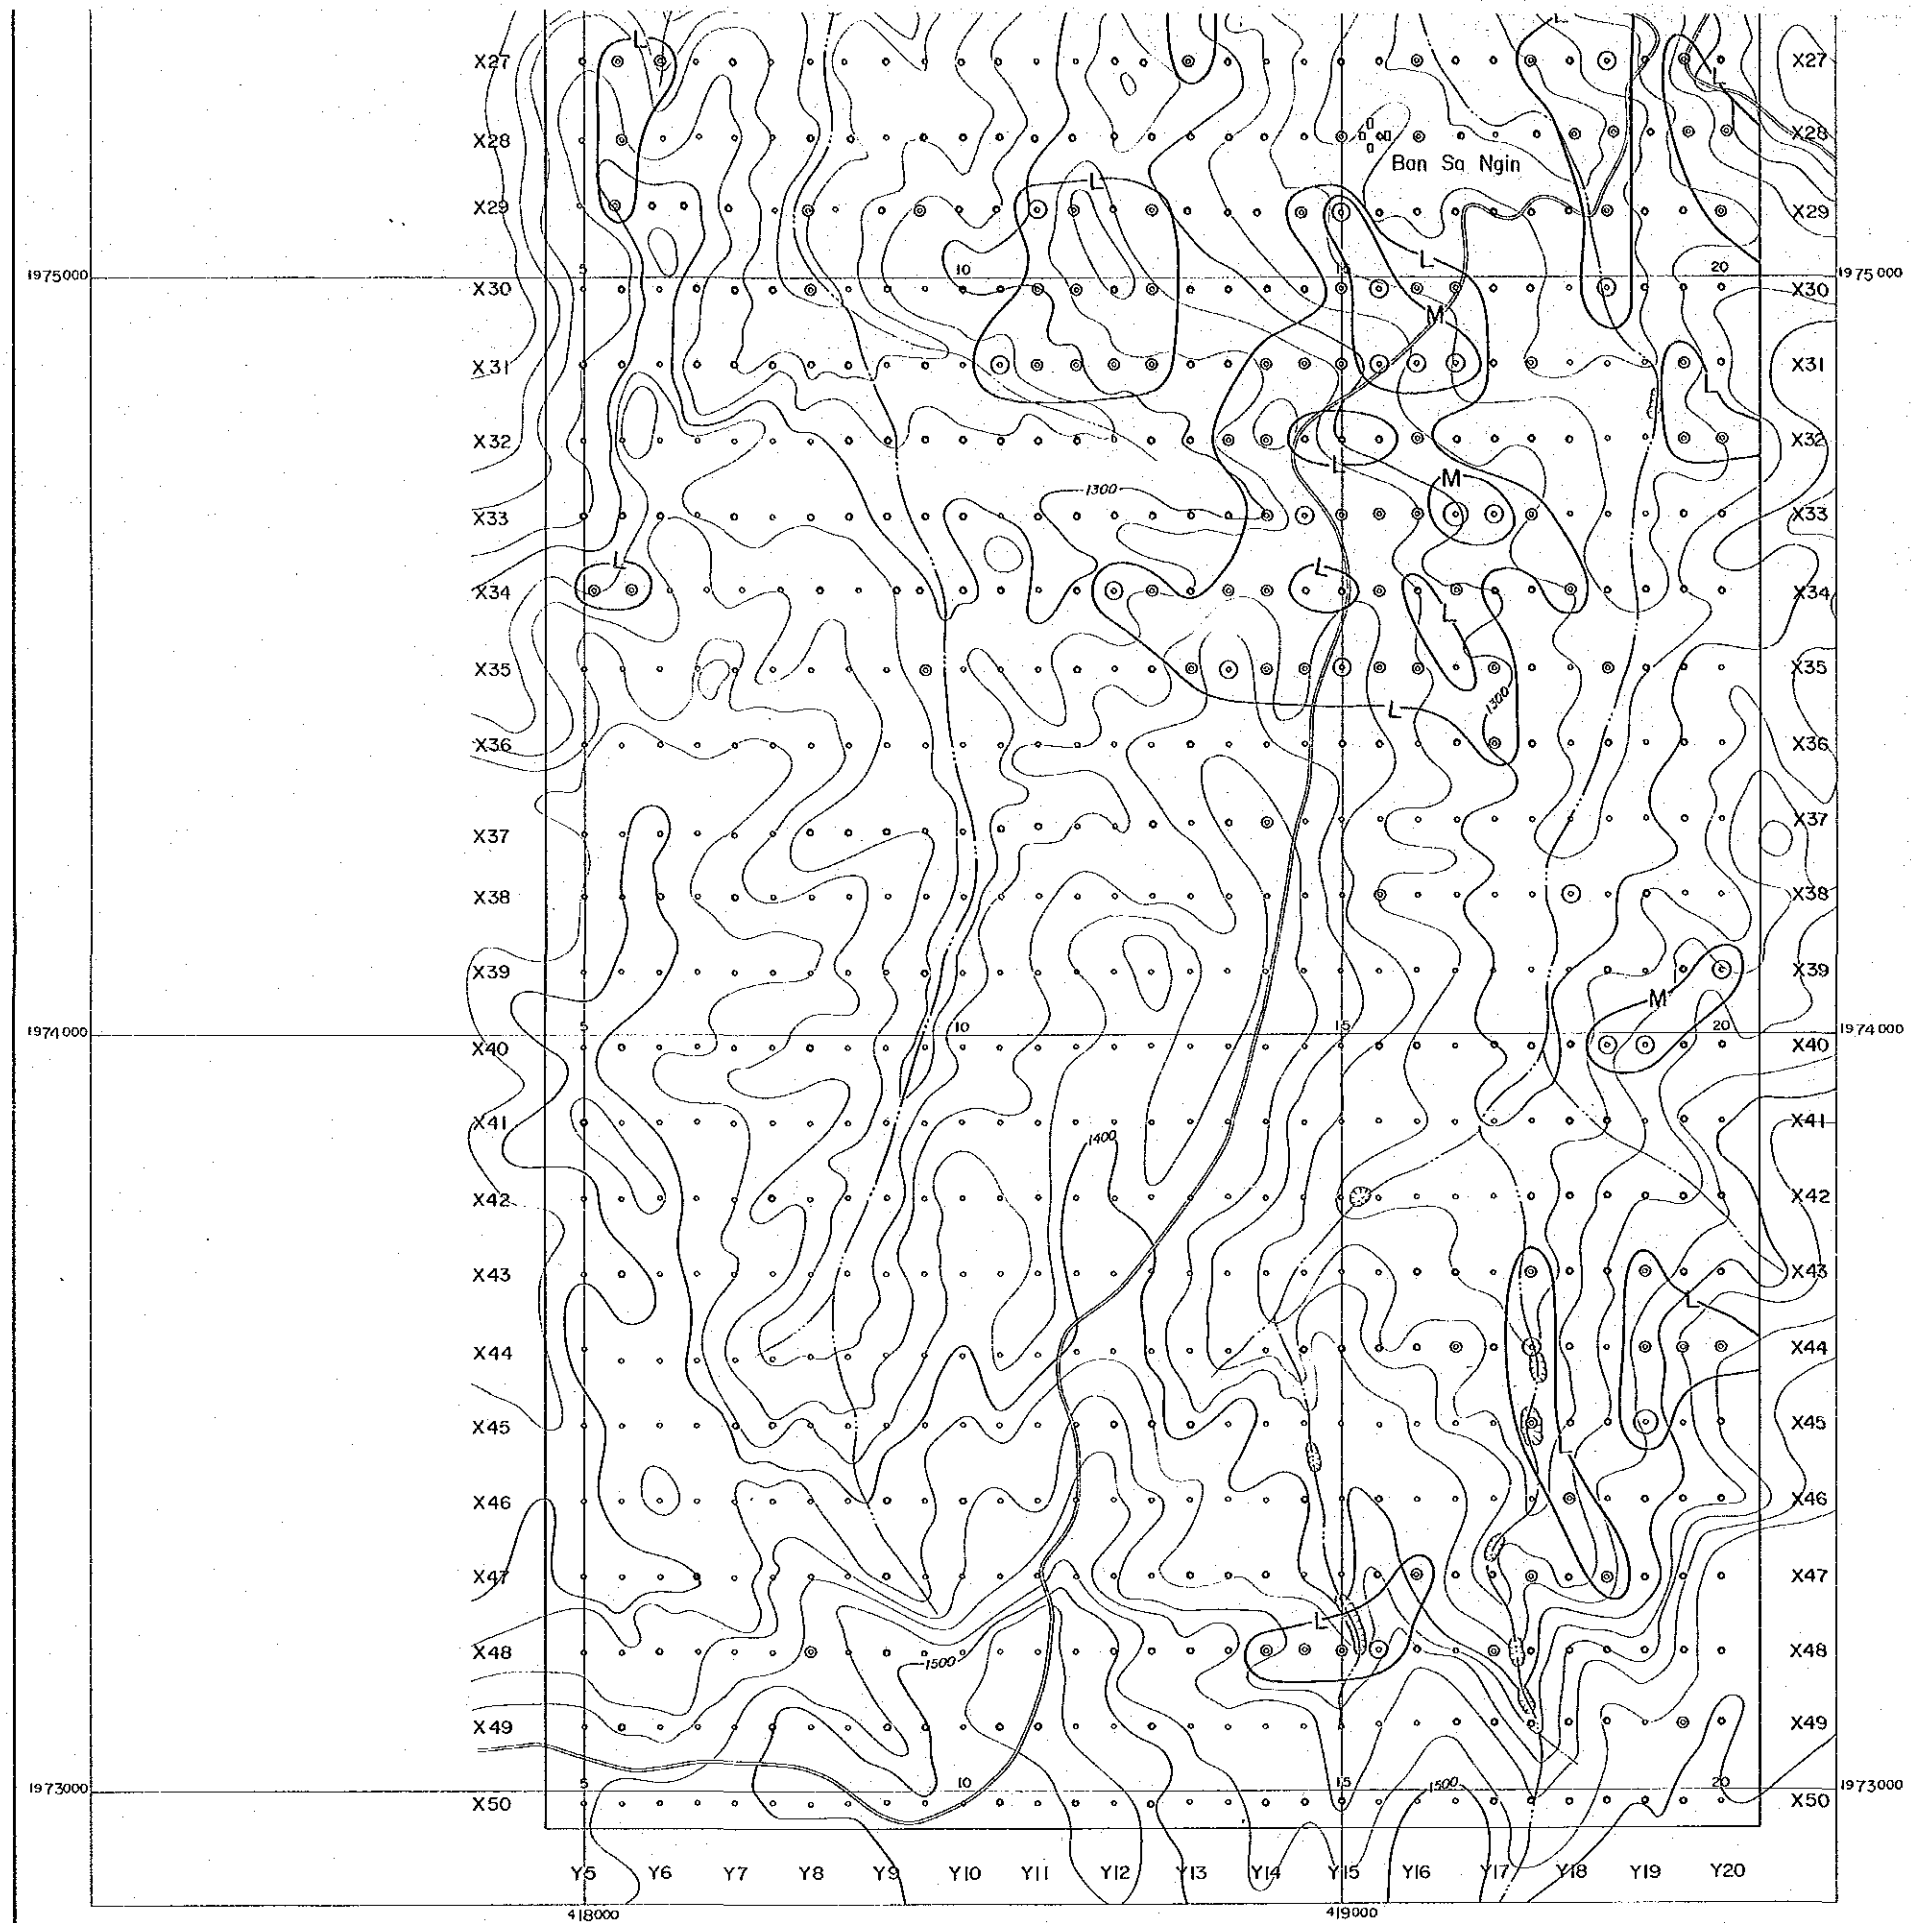 L L
X27 L X27
X28 X28
Ban Sa Ngin
L
X29 X29
L
1975000 5 10 15 20 1975000
X30 X30
M
X31 X31
L
X32 X32
L
M
1300
X33 X33
L L
X34 X34
L
X35 X35
1300
L
X36 X36
X37 X37
X38 X38
X39 X39
M
1974000 5 10 15 20 1974000
X40 X40
X41 X41
1400
X42 X42
X43 X43
L
X44 X44
X45 X45
L
X46 X46
X47 X47
L
X48 X48
1500
X49 X49
1973000 5 10 15 1500 20 1973000
X50 X50
Y5 Y6 Y7 Y8 Y9 Y10 Y11 Y12 Y13 Y14 Y15 Y16 Y17 Y18 Y19 Y20
418000 419000